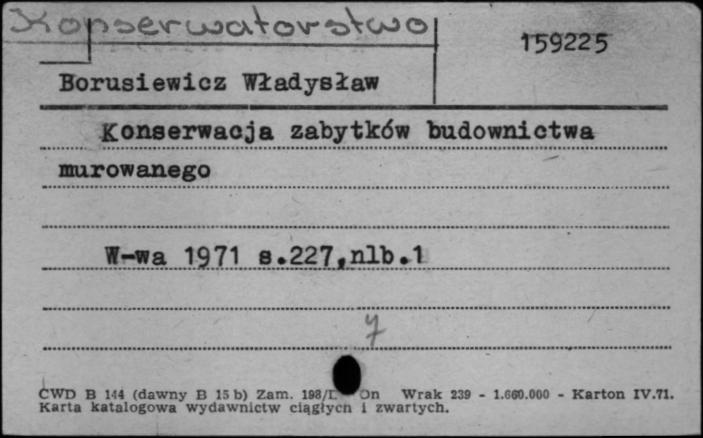 Konserwatorstwo
159225
Borusiewicz Władysław
Konserwacja zabytków budownictwa
murowanego
W-wa 1971 s.227,nlb.1
7
CWD B 144 (dawny B 15 b) Zam. On Wrak 239 - 1.660.000 - Karton IV.71.
Karta katalogowa wydawnictw ciągłych i zwartych.